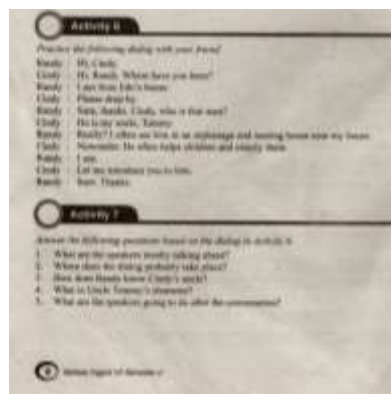 Activity 6
Practice the following dialog with your friend.
Randy : Hi, Cindy.
Cindy : Hi, Randy. Where have you been?
Randy : I am from Edo's house.
Cindy : Please drop by.
Randy : Sure, thanks. Cindy, who is that man?
Cindy : He is my uncle, Tommy.
Randy : Really? I often see him in an orphanage and nursing house near my house.
Cindy : No wonder. He often helps children and elderly there.
Randy : I see.
Cindy : Let me introduce you to him.
Randy : Sure. Thanks.
Activity 7
Answer the following questions based on the dialog in Activity 6.
1. What are the speakers mostly talking about?
2. Where does the dialog probably take place?
3. How does Randy know Cindy's uncle?
4. What is Uncle Tommy's character?
5. What are the speakers going to do after the conversation?